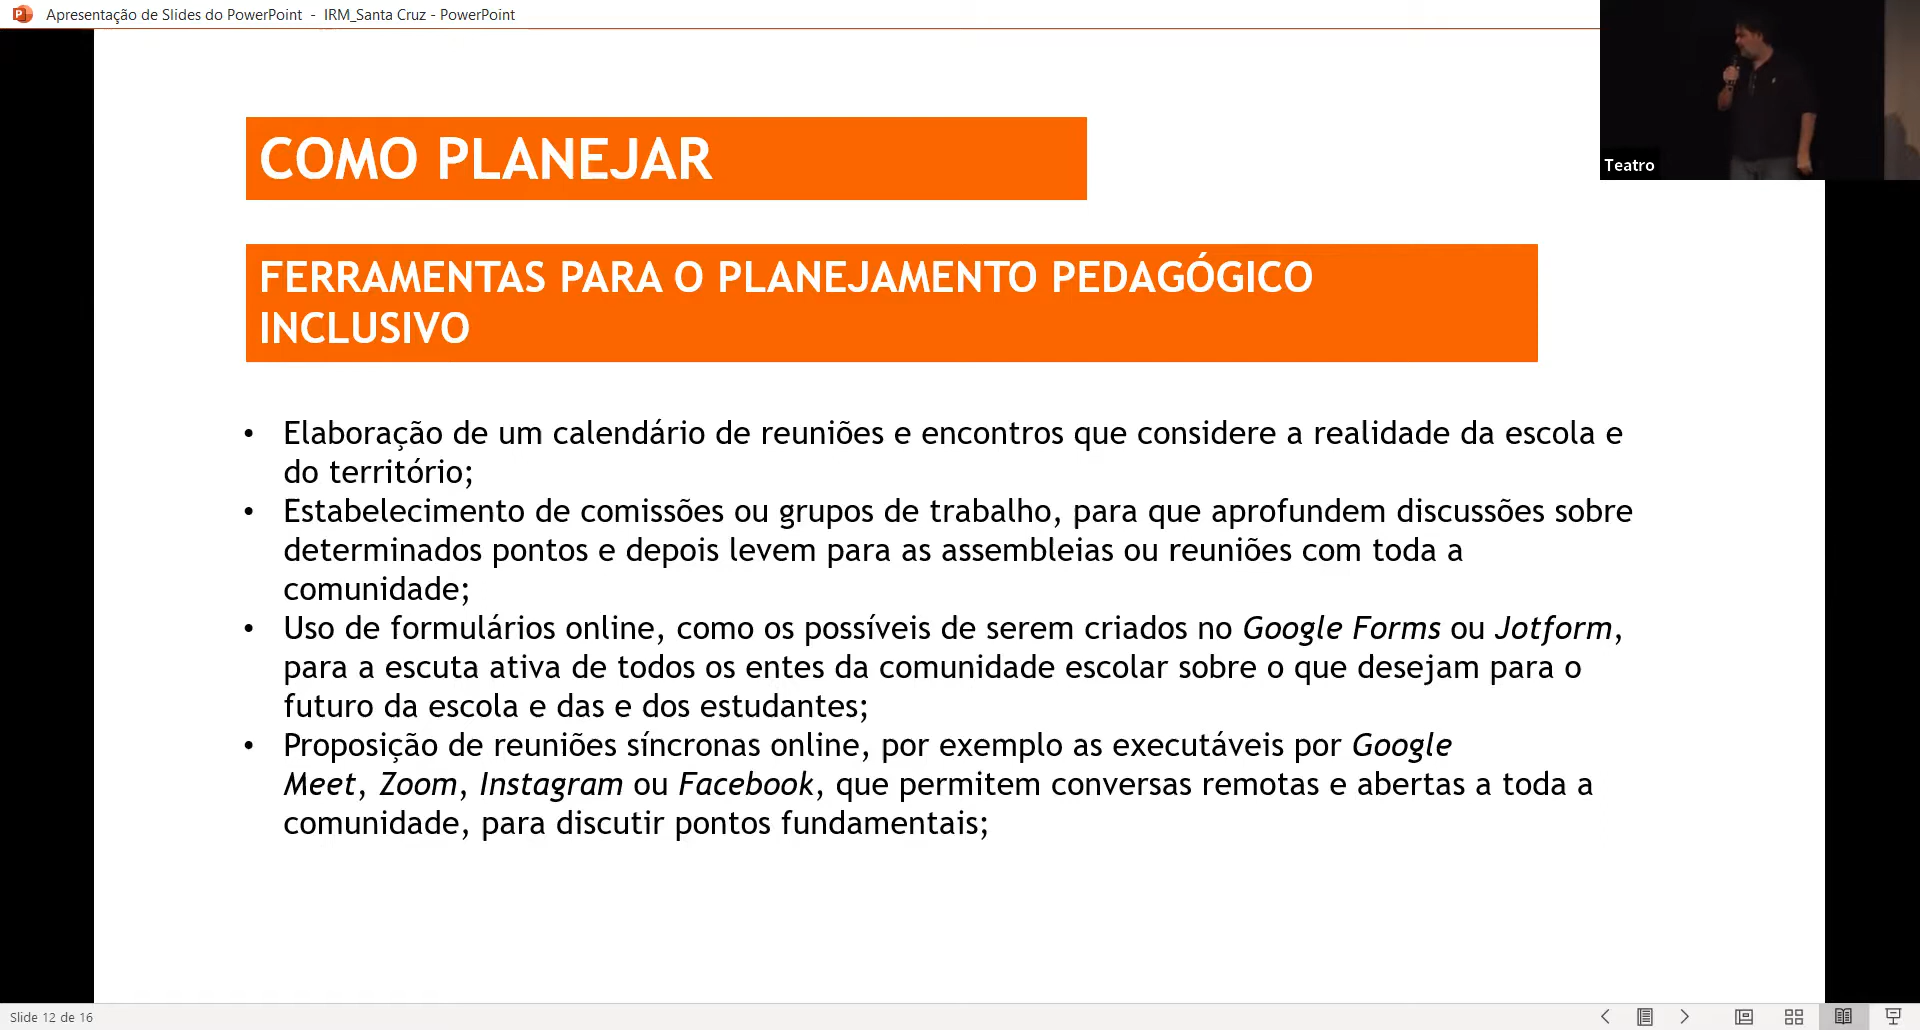 Apresentação de Slides do PowerPoint - IRM_Santa Cruz - PowerPoint
Teatro
COMO PLANEJAR
FERRAMENTAS PARA O PLANEJAMENTO PEDAGÓGICO
INCLUSIVO
• Elaboração de um calendário de reuniões e encontros que considere a realidade da escola e
do território;
• Estabelecimento de comissões ou grupos de trabalho, para que aprofundem discussões sobre
determinados pontos e depois levem para as assembleias ou reuniões com toda a
comunidade;
• Uso de formulários online, como os possíveis de serem criados no Google Forms ou Jotform,
para a escuta ativa de todos os entes da comunidade escolar sobre o que desejam para o
futuro da escola e das e dos estudantes;
• Proposição de reuniões síncronas online, por exemplo as executáveis por Google
Meet, Zoom, Instagram ou Facebook, que permitem conversas remotas e abertas a toda a
comunidade, para discutir pontos fundamentais;
Slide 12 de 16